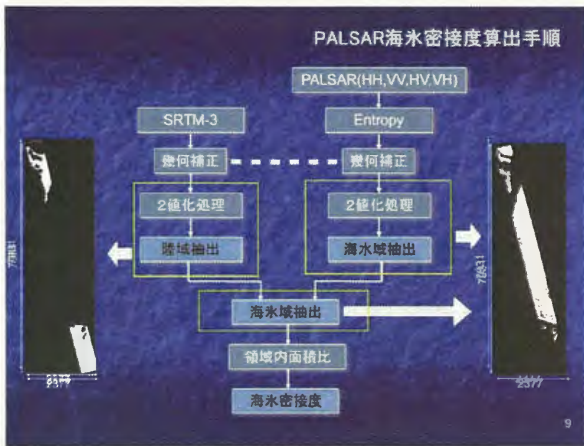 PALSAR海氷密接度算出手順
PALSAR(HH,VV,HV,VH)
SRTM-3
Entropy
幾何補正
幾何補正
2値化処理
2値化処理
陸域抽出
海水域抽出
海氷域抽出
領域内面積比
海氷密接度
2377
9